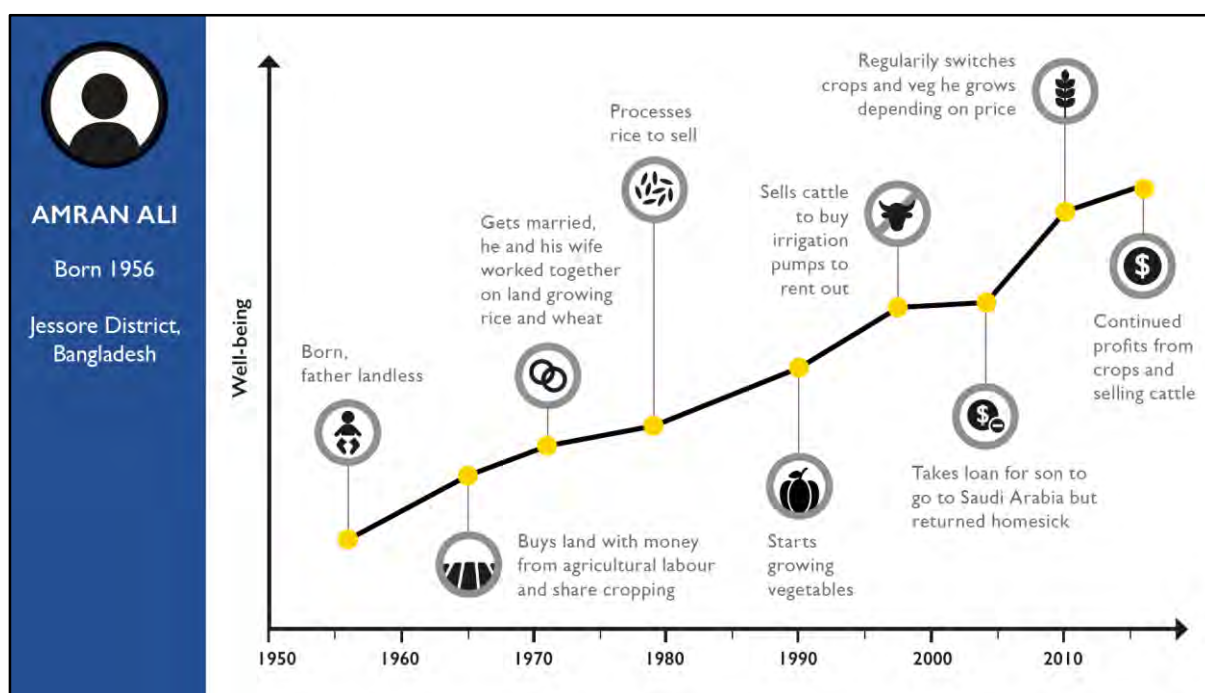 AMRAN ALI
Born 1956
Jessore District,
Bangladesh
Well-being
Born,
father landless
Buys land with money
from agricultural labour
and share cropping
Gets married,
he and his wife
worked together
on land growing
rice and wheat
Processes
rice to sell
Starts
growing
vegetables
Sells cattle
to buy
irrigation
pumps to
rent out
$
Takes loan for son to
go to Saudi Arabia but
returned homesick
Regularily switches
crops and veg he grows
depending on price
$
Continued
profits from
crops and
selling cattle
1950
1960
1970
1980
1990
2000
2010